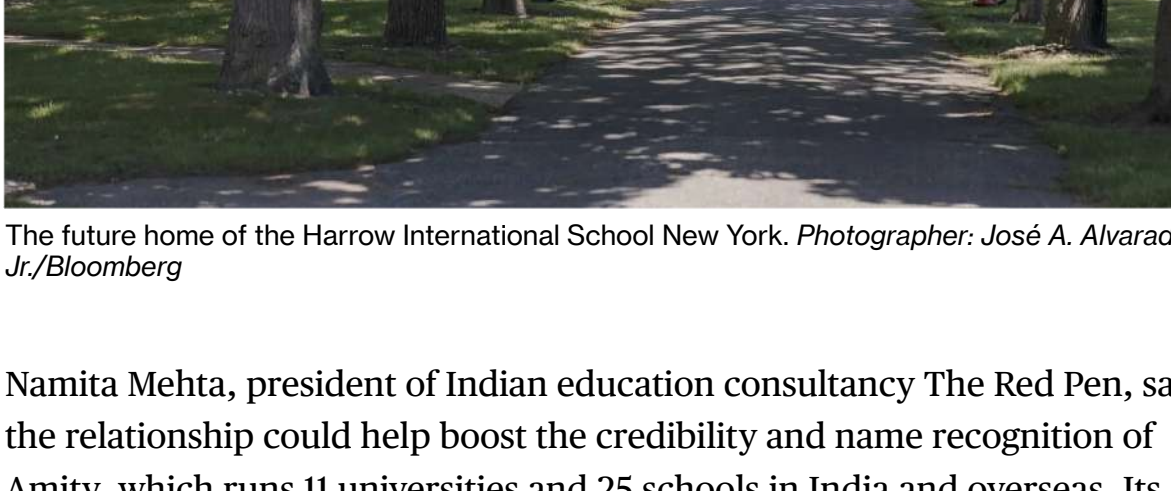 The future home of the Harrow International School New York. Photographer: José A. Alvarad
Jr./Bloomberg
Namita Mehta, president of Indian education consultancy The Red Pen, sa
the relationship could help boost the credibility and name recognition of
Amity, which runs 11 universities and 25 schools in India and overseas. Its